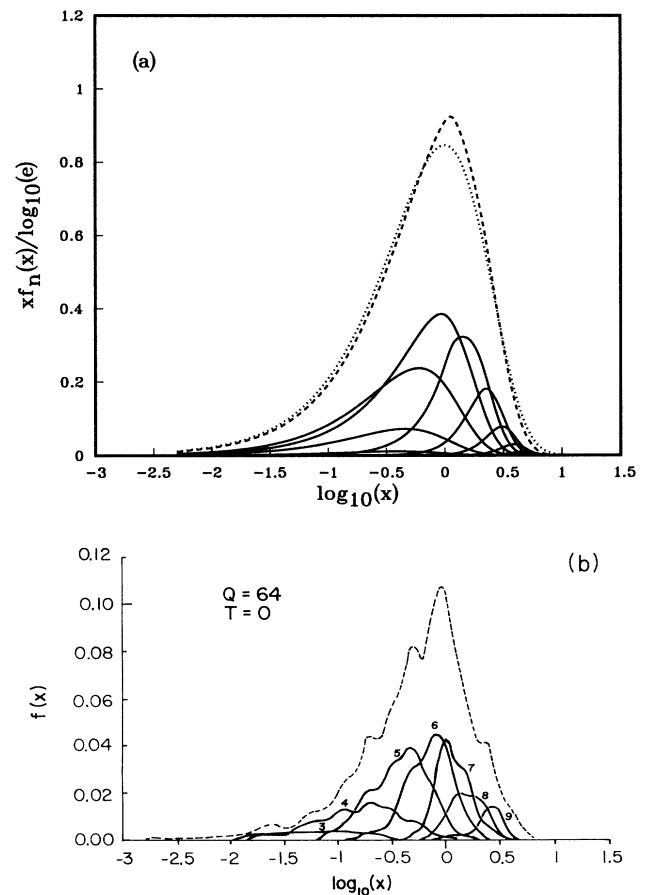 (a)
xf_n(x)/log_10(e)
1.2
1
0.8
0.6
0.4
0.2
0
−3 −2.5 −2 −1.5 −1 −0.5 0 0.5 1 1.5
log_10(x)
(b)
Q = 64
T = 0
f(x)
0.12
0.10
0.08
0.06
0.04
0.02
0.00
3 4 5 6 7 8 9
−3 −2.5 −2 −1.5 −1 −0.5 0 0.5 1 1.5
log_10(x)